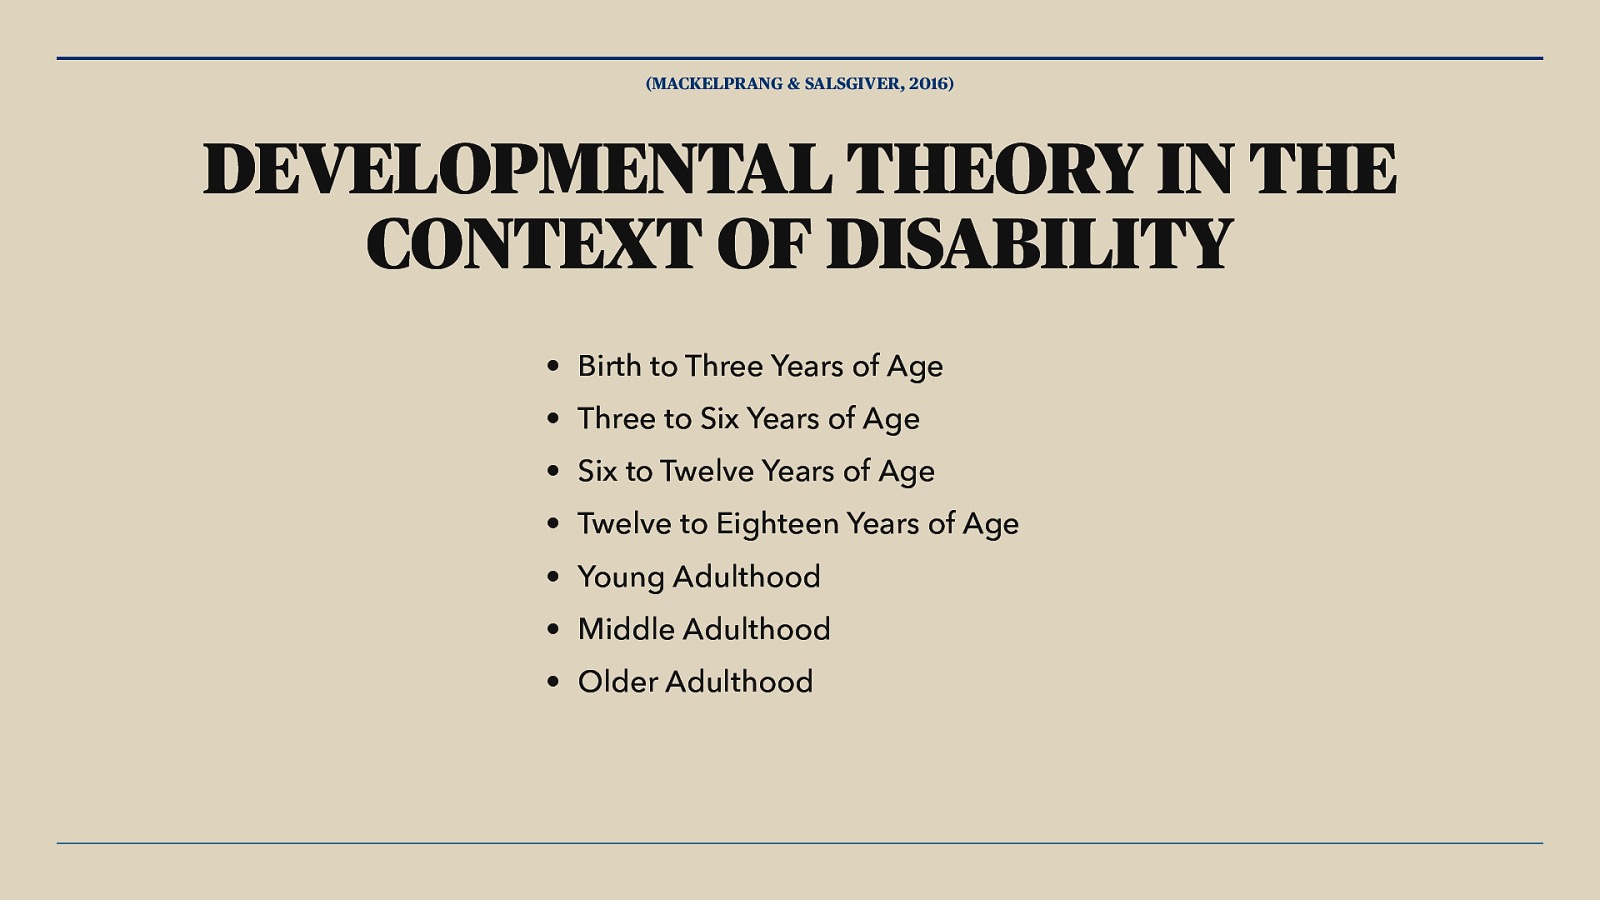 (MACKELPRANG & SALSGIVER, 2016)
DEVELOPMENTAL THEORY IN THE
CONTEXT OF DISABILITY
• Birth to Three Years of Age
• Three to Six Years of Age
• Six to Twelve Years of Age
• Twelve to Eighteen Years of Age
• Young Adulthood
• Middle Adulthood
• Older Adulthood